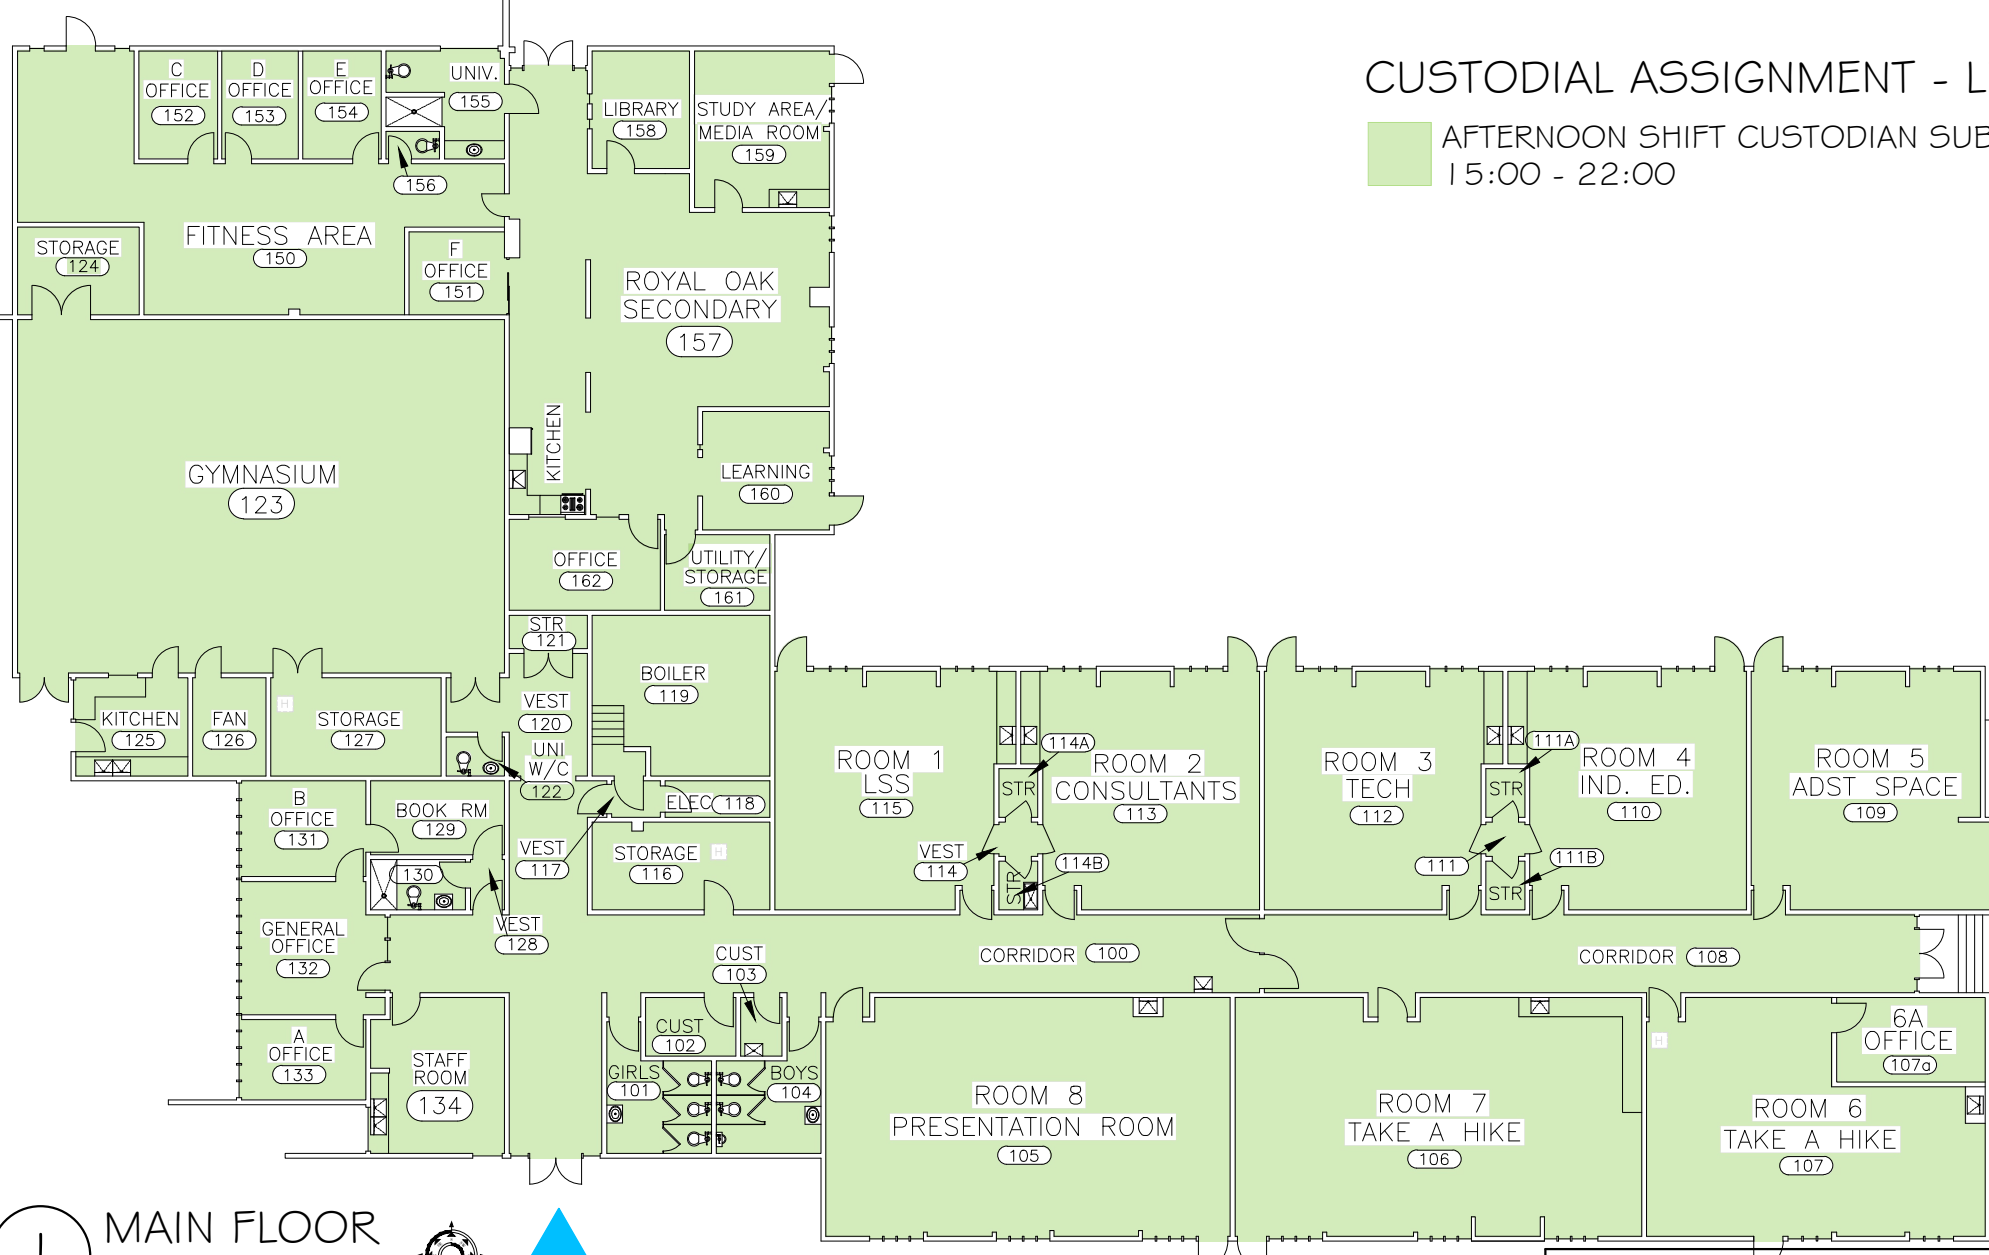 CUSTODIAL ASSIGNMENT - L
AFTERNOON SHIFT CUSTODIAN SUB
15:00 - 22:00
C
OFFICE
152
D
OFFICE
153
E
OFFICE
154
UNIV.
155
156
LIBRARY
158
STUDY AREA/
MEDIA ROOM
159
STORAGE
124
FITNESS AREA
150
F
OFFICE
151
ROYAL OAK
SECONDARY
157
GYMNASIUM
123
KITCHEN
LEARNING
160
OFFICE
162
UTILITY/
STORAGE
161
STR
121
BOILER
119
VEST
120
KITCHEN
125
FAN
126
H
STORAGE
127
UNI
W/C
122
ELEC 118
B
OFFICE
131
BOOK RM
129
VEST
117
STORAGE
116
H
130
VEST
128
GENERAL
OFFICE
132
A
OFFICE
133
STAFF
ROOM
134
CUST
103
CUST
102
GIRLS
101
BOYS
104
ROOM 1
LSS
115
114A
STR
VEST
114
114B
STR
ROOM 2
CONSULTANTS
113
ROOM 3
TECH
112
111A
STR
111
111B
STR
ROOM 4
IND. ED.
110
ROOM 5
ADST SPACE
109
CORRIDOR 100
CORRIDOR 108
ROOM 8
PRESENTATION ROOM
105
ROOM 7
TAKE A HIKE
106
H
6A
OFFICE
107a
ROOM 6
TAKE A HIKE
107
1
MAIN FLOOR